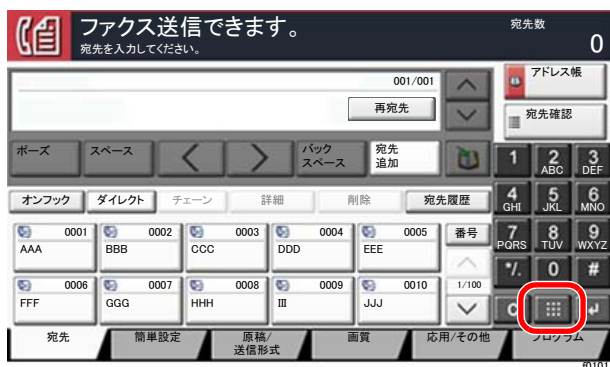 ファクス送信できます。
宛先を入力してください。
宛先数
0
001/001
再宛先
アドレス帳
宛先確認
ポーズ
スペース
バック
スペース
宛先
追加
1
2 ABC
3 DEF
オンフック
ダイレクト
チェーン
詳細
削除
宛先履歴
4 GHI
5 JKL
6 MNO
0001
AAA
0002
BBB
0003
CCC
0004
DDD
0005
EEE
番号
7 PQRS
8 TUV
9 WXYZ
0006
FFF
0007
GGG
0008
HHH
0009
III
0010
JJJ
1/100
*/.
0
#
C
宛先
簡単設定
原稿/
送信形式
画質
応用/その他
プログラム
f0101